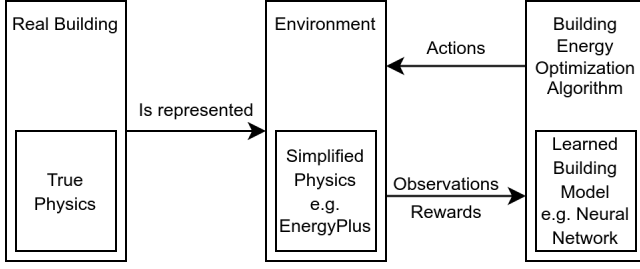 Real Building
True
Physics
Is represented
Environment
Simplified
Physics
e.g.
EnergyPlus
Actions
Observations
Rewards
Building
Energy
Optimization
Algorithm
Learned
Building
Model
e.g. Neural
Network